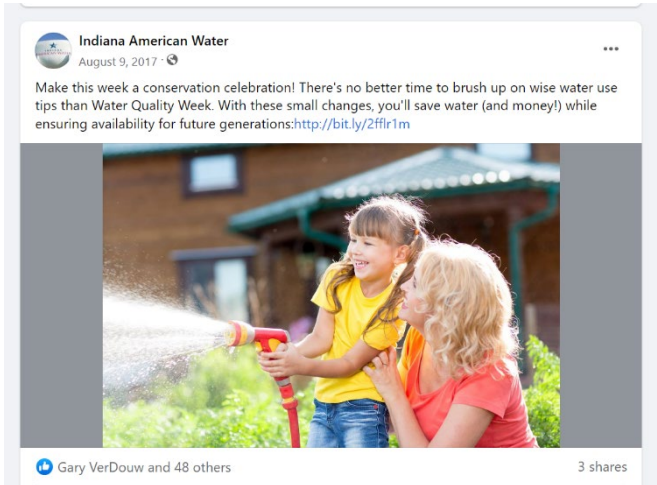 Indiana American Water
August 9, 2017 ·
Make this week a conservation celebration! There's no better time to brush up on wise water use
tips than Water Quality Week. With these small changes, you'll save water (and money!) while
ensuring availability for future generations:http://bit.ly/2fflr1m
Gary VerDouw and 48 others
3 shares